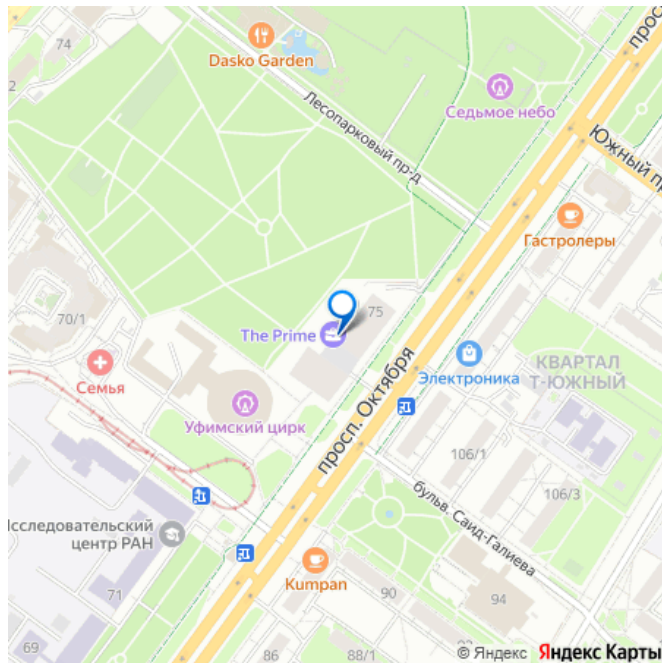 74
2
Dasko Garden
просп
Седьмое небо
Лесопарковый пр-д
Южный пр
Гастролеры
75
The Prime
70/1
Семья
Электроника
КВАРТАЛ
Т-ЮЖНЫЙ
Уфимский цирк
просп. Октября
106/1
106/3
бульв. Саид-Галиева
Исследовательский
центр РАН
Kumpan
90
94
71
69
86
88/1
© Яндекс Яндекс Карты